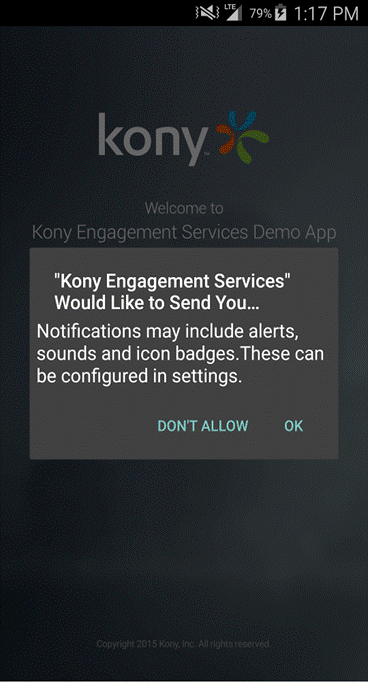 LTE 79% 1:17 PM
kony™
Welcome to
Kony Engagement Services Demo App
"Kony Engagement Services"
Would Like to Send You...
Notifications may include alerts,
sounds and icon badges.These can
be configured in settings.
DON'T ALLOW OK
Copyright 2015 Kony, Inc. All rights reserved.